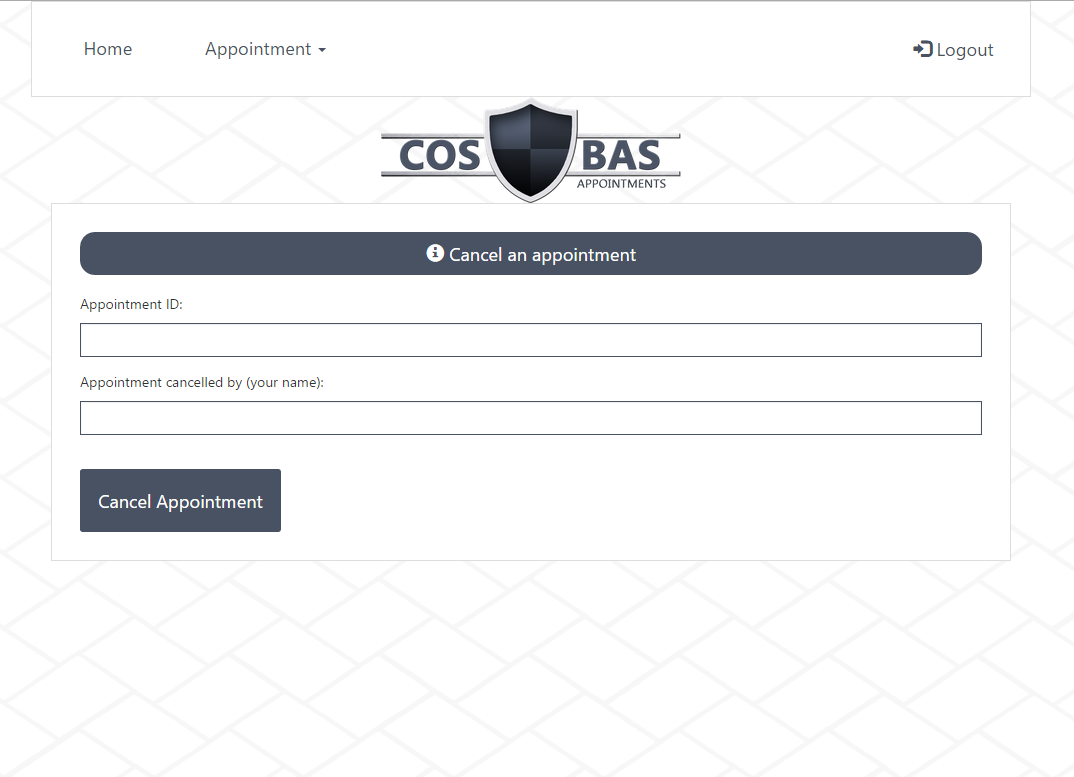 Home
Appointment
Logout
COS BAS
APPOINTMENTS
Cancel an appointment
Appointment ID:
Appointment cancelled by (your name):
Cancel Appointment